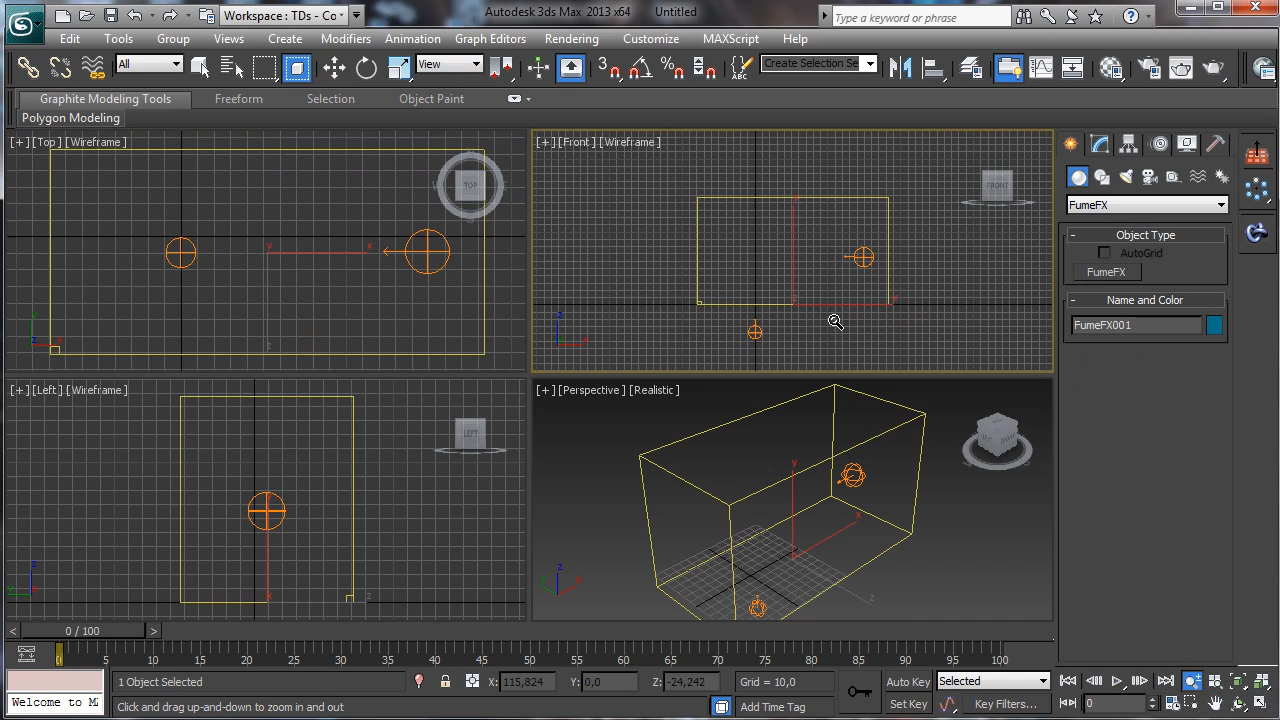 Workspace : TDs - Co
Autodesk 3ds Max  2013 x64    Untitled
Type a keyword or phrase
Edit Tools Group Views Create Modifiers Animation Graph Editors Rendering Customize MAXScript Help
All
View
3
ABC
Create Selection Se
Graphite Modeling Tools Freeform Selection Object Paint
Polygon Modeling
[+][Top][Wireframe]
TOP
y x
z
y
z x
[+][Front][Wireframe]
FRONT
z x
z
x
[+][Left][Wireframe]
LEFT
x z
z
y
[+][Perspective][Realistic]
y
x
z
z
y x
FumeFX
- Object Type
AutoGrid
FumeFX
- Name and Color
FumeFX001
< 0 / 100 >
0 5 10 15 20 25 30 35 40 45 50 55 60 65 70 75 80 85 90 95 100
1 Object Selected
X: 115,824 Y: 0,0 Z: -24,242 Grid = 10,0
Auto Key Selected
Welcome to M
Click and drag up-and-down to zoom in and out
Add Time Tag
Set Key Key Filters... 0